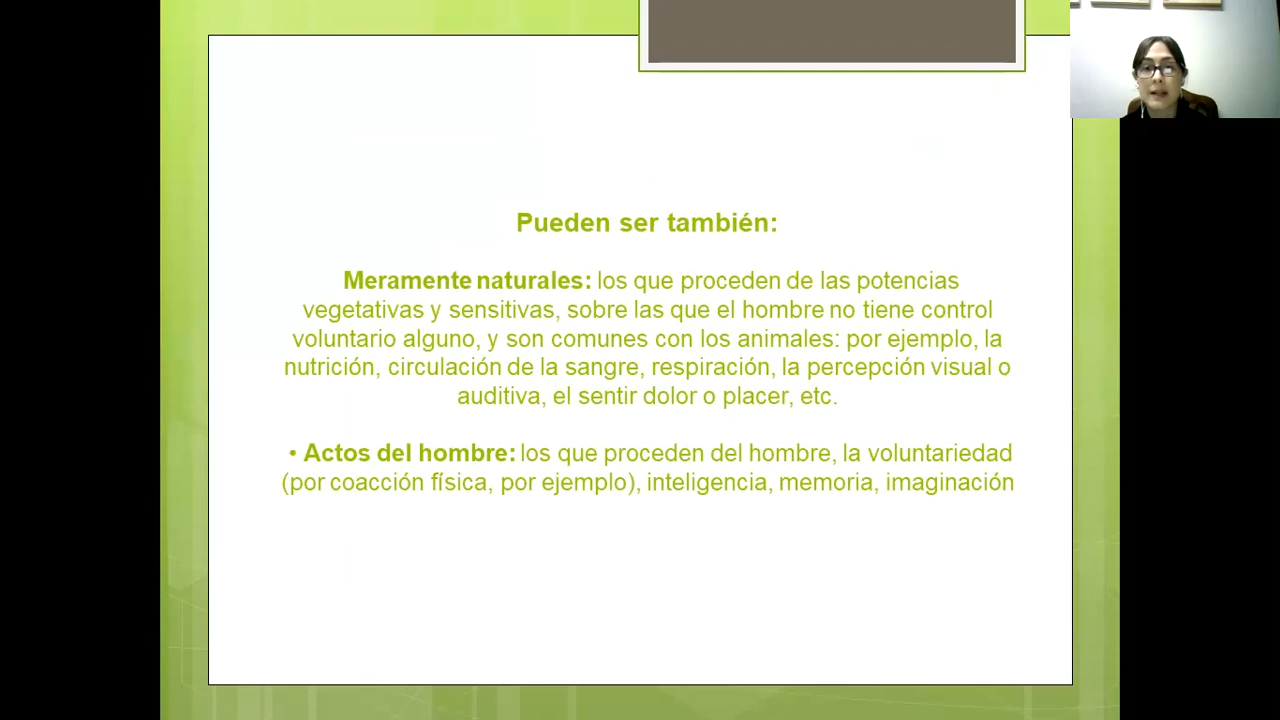 Pueden ser también:
Meramente naturales: los que proceden de las potencias
vegetativas y sensitivas, sobre las que el hombre no tiene control
voluntario alguno, y son comunes con los animales: por ejemplo, la
nutrición, circulación de la sangre, respiración, la percepción visual o
auditiva, el sentir dolor o placer, etc.
• Actos del hombre: los que proceden del hombre, la voluntariedad
(por coacción física, por ejemplo), inteligencia, memoria, imaginación